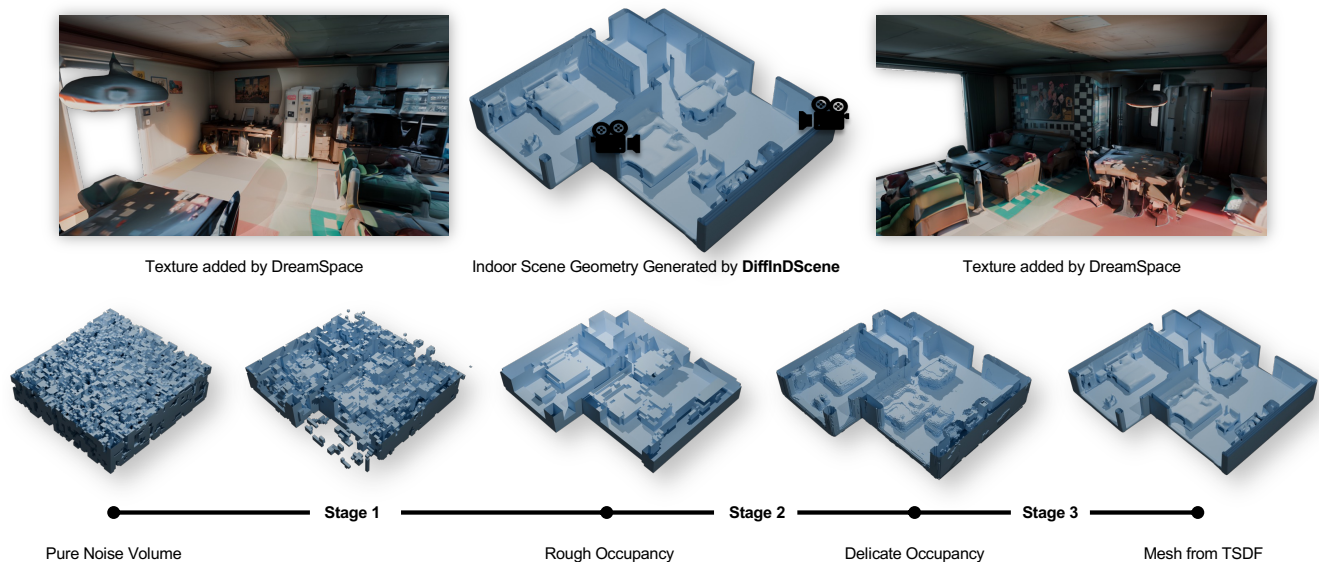 Texture added by DreamSpace
Indoor Scene Geometry Generated by DiffInDScene
Texture added by DreamSpace
Stage 1
Stage 2
Stage 3
Pure Noise Volume
Rough Occupancy
Delicate Occupancy
Mesh from TSDF